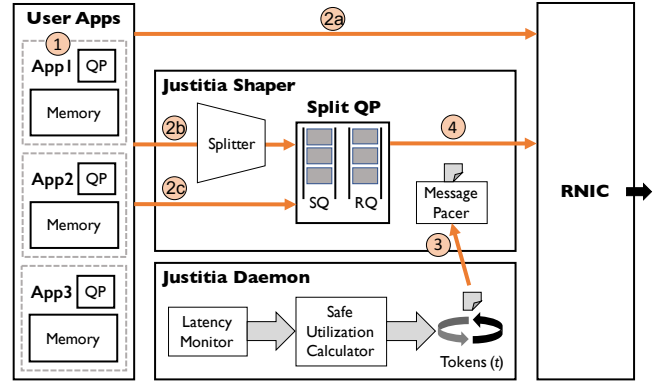 User Apps
1
App1
QP
Memory
App2
QP
Memory
App3
QP
Memory
2a
Justitia Shaper
2b
Splitter
2c
Split QP
SQ
RQ
4
Message
Pacer
3
Justitia Daemon
Latency
Monitor
Safe
Utilization
Calculator
Tokens (t)
RNIC